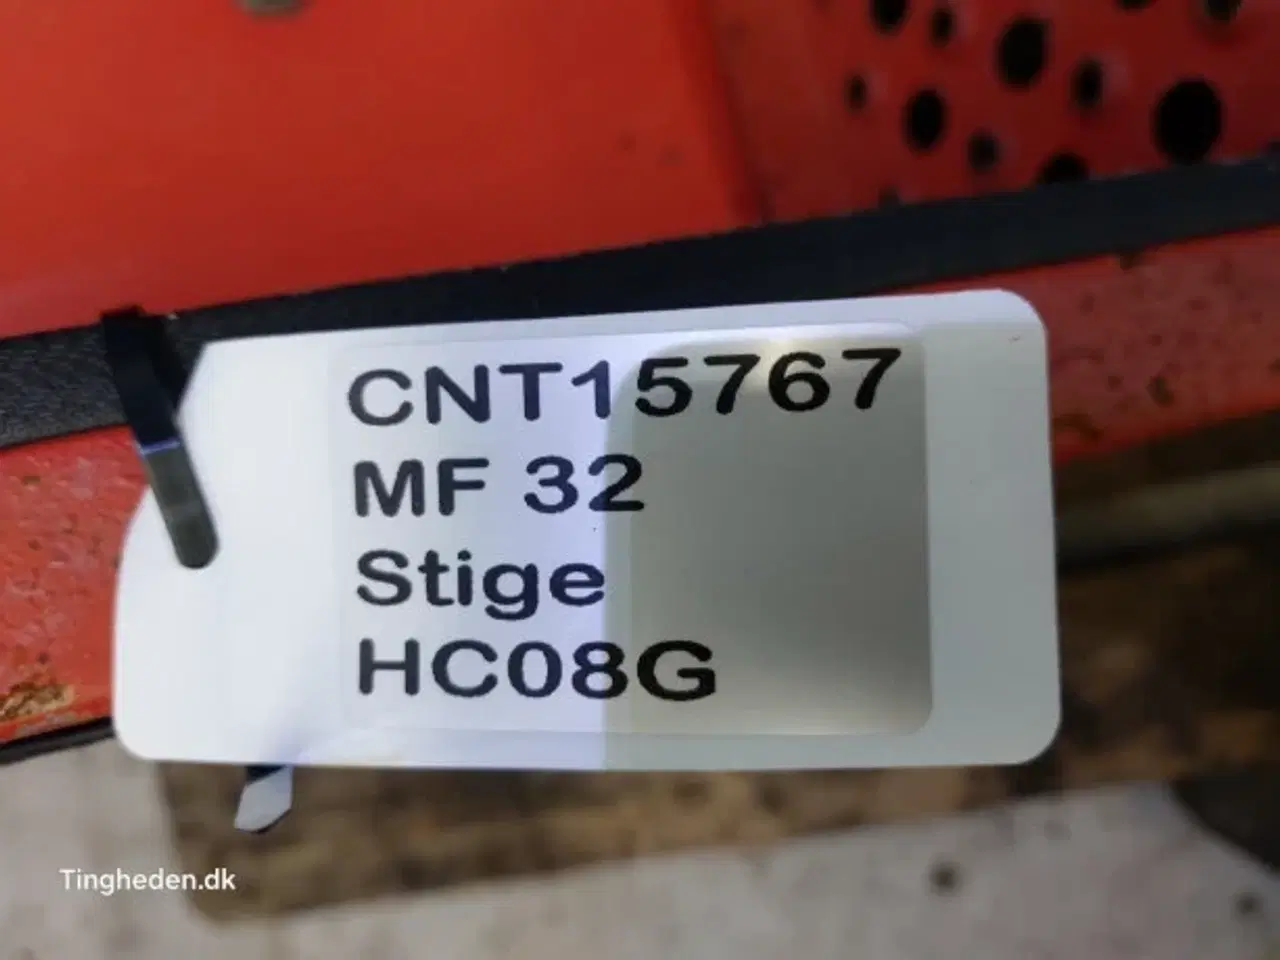 CNT15767
MF 32
Stige
HC08G
Tingheden.dk